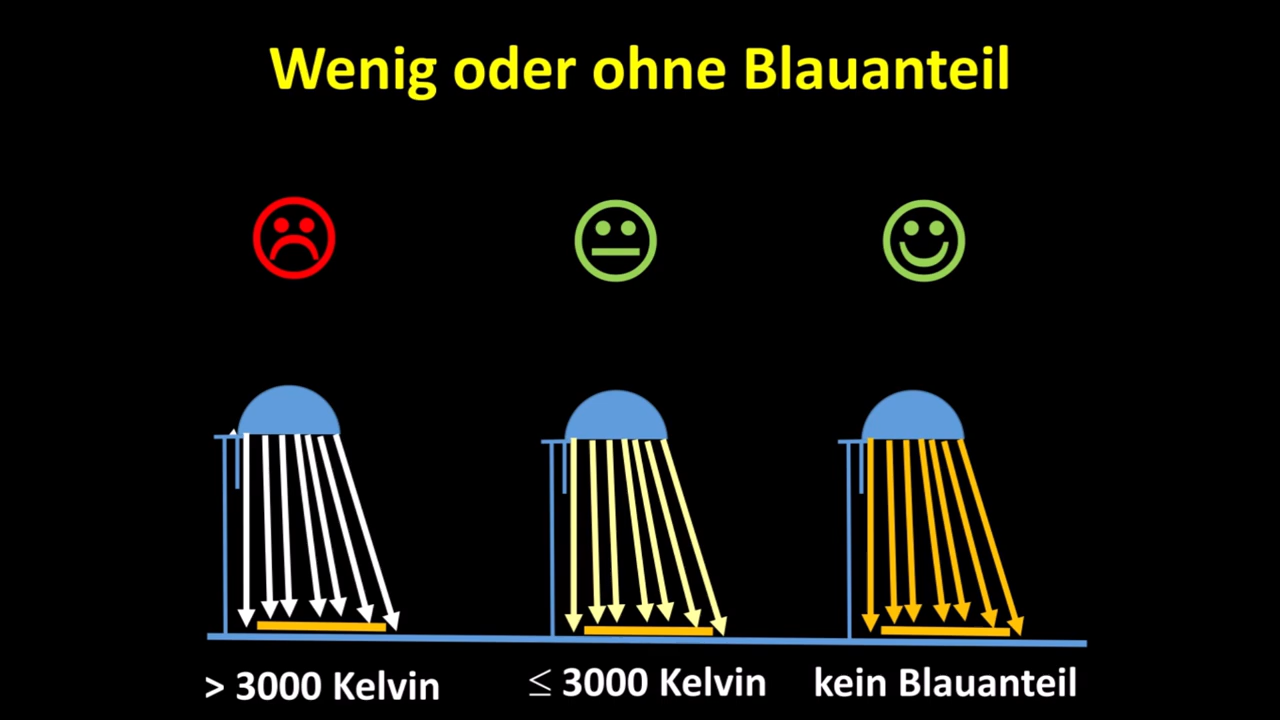 Wenig oder ohne Blauanteil
> 3000 Kelvin
≤ 3000 Kelvin
kein Blauanteil